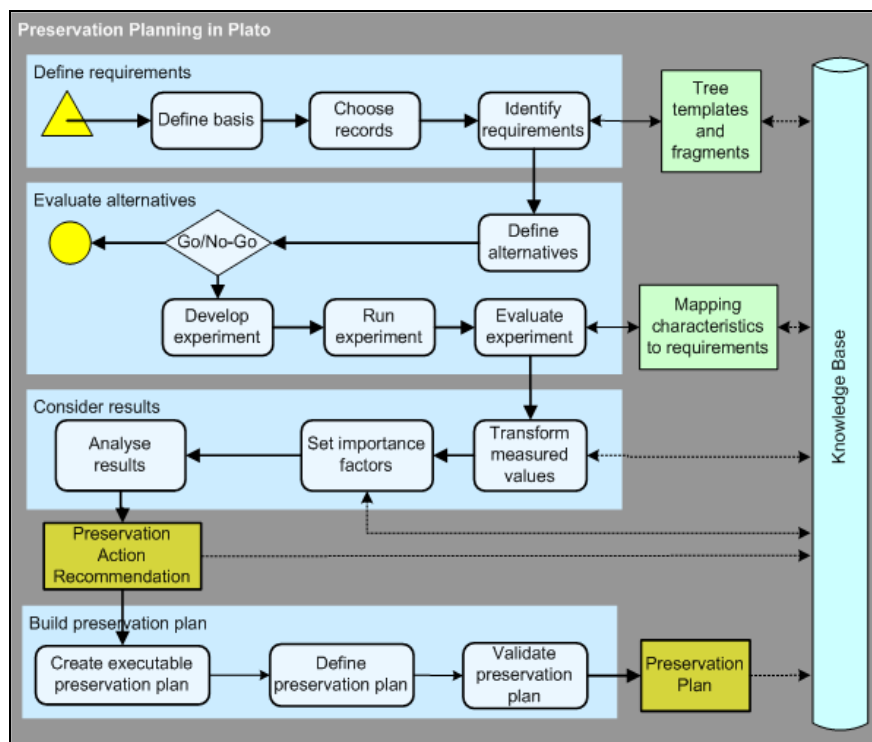 Preservation Planning in Plato
Define requirements
Define basis
Choose
records
Identify
requirements
Tree
templates
and
fragments
Evaluate alternatives
Go/No-Go
Define
alternatives
Develop
experiment
Run
experiment
Evaluate
experiment
Mapping
characteristics
to requirements
Knowledge Base
Consider results
Analyse
results
Set importance
factors
Transform
measured
values
Preservation
Action
Recommendation
Build preservation plan
Create executable
preservation plan
Define
preservation plan
Validate
preservation
plan
Preservation
Plan